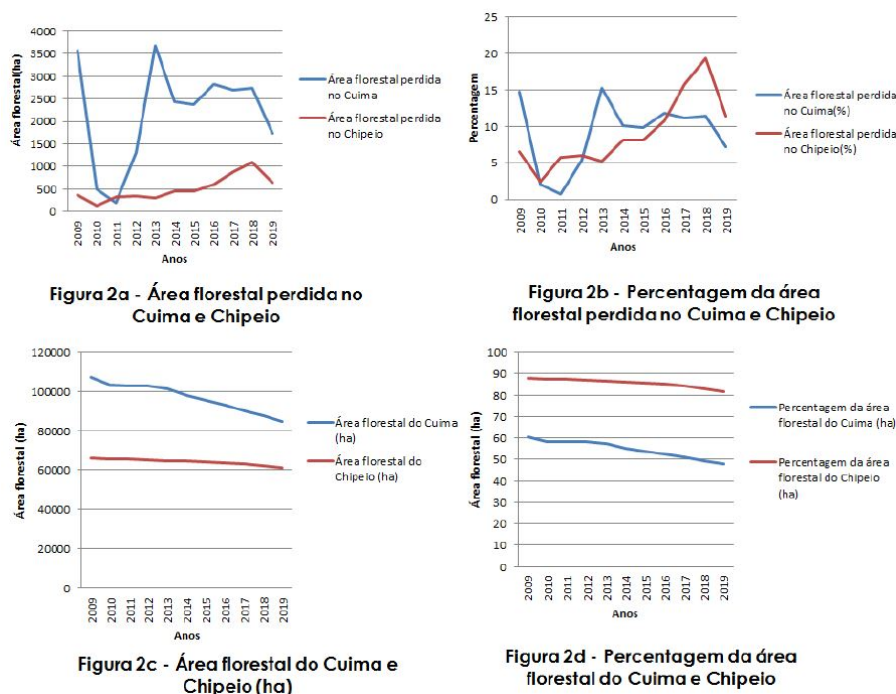 4000
3500
3000
2500
2000
1500
1000
500
0
Área florestal(ha)
2009
2010
2011
2012
2013
2014
2015
2016
2017
2018
2019
Anos
Área florestal perdida
no Cuima
Área florestal perdida
no Chipeio
Figura 2a - Área florestal perdida no
Cuima e Chipeio
25
20
15
10
5
0
Percentagem
2009
2010
2011
2012
2013
2014
2015
2016
2017
2018
2019
Anos
Área florestal perdida
no Cuima(%)
Área florestal perdida
no Chipeio(%)
Figura 2b - Percentagem da área
florestal perdida no Cuima e Chipeio
120000
100000
80000
60000
40000
20000
0
Área florestal (ha)
2009
2010
2011
2012
2013
2014
2015
2016
2017
2018
2019
Anos
Área florestal do Cuima
(ha)
Área florestal do
Chipeio (ha)
Figura 2c - Área florestal do Cuima e
Chipeio (ha)
100
90
80
70
60
50
40
30
20
10
0
Área florestal (ha)
2009
2010
2011
2012
2013
2014
2015
2016
2017
2018
2019
Anos
Percentagem da área
florestal do Cuima (ha)
Percentagem da área
florestal do Chipeio
(ha)
Figura 2d - Percentagem da área
florestal do Cuima e Chipeio